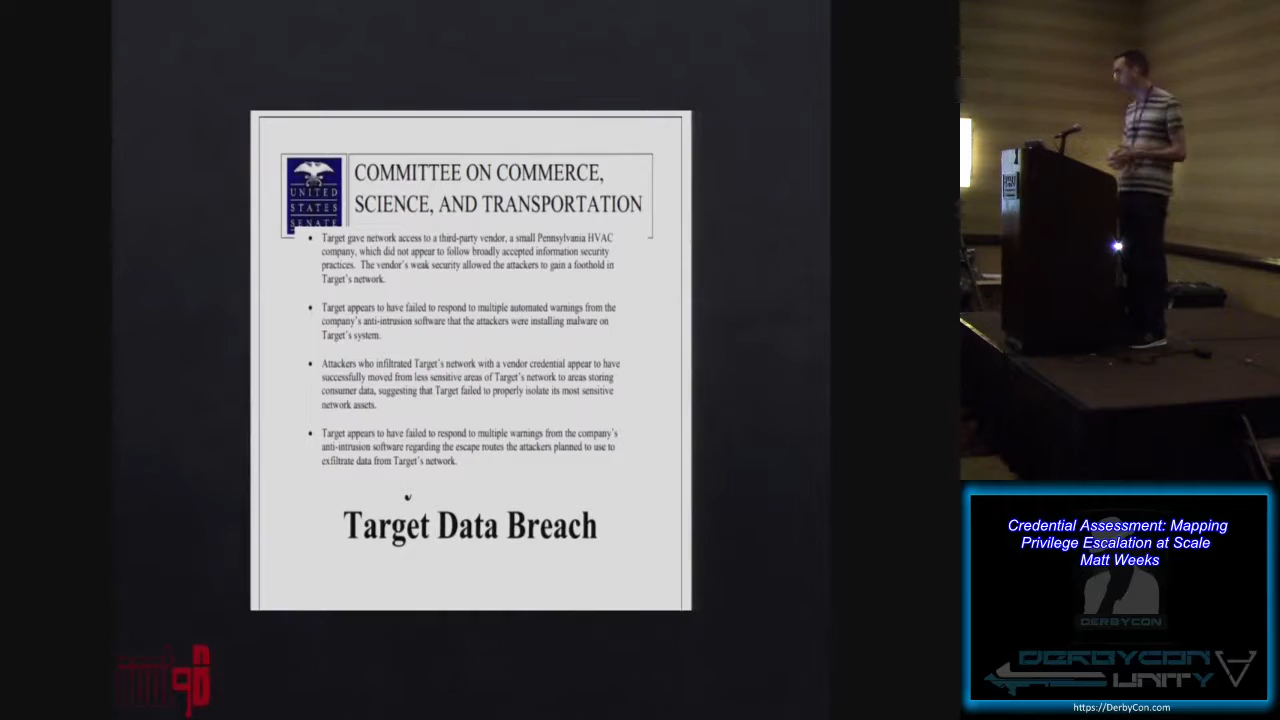 UNITED
STATES
SENATE
COMMITTEE ON COMMERCE,
SCIENCE, AND TRANSPORTATION
• Target gave network access to a third-party vendor, a small Pennsylvania HVAC
company, which did not appear to follow broadly accepted information security
practices. The vendor's weak security allowed the attackers to gain a foothold in
Target's network.
• Target appears to have failed to respond to multiple automated warnings from the
company's anti-intrusion software that the attackers were installing malware on
Target's system.
• Attackers who infiltrated Target's network with a vendor credential appear to have
successfully moved from less sensitive areas of Target's network to areas storing
consumer data, suggesting that Target failed to properly isolate its most sensitive
network assets.
• Target appears to have failed to respond to multiple warnings from the company's
anti-intrusion software regarding the escape routes the attackers planned to use to
exfiltrate data from Target's network.
Target Data Breach
Credential Assessment: Mapping
Privilege Escalation at Scale
Matt Weeks
DERBYCON
DERBYCON
UNITY
https://DerbyCon.com